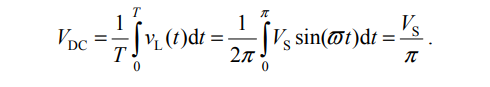 V_DC = 1/T ∫_0^T v_L(t)dt = 1/2π ∫_0^π V_S sin(ϖt)dt = V_S/π .